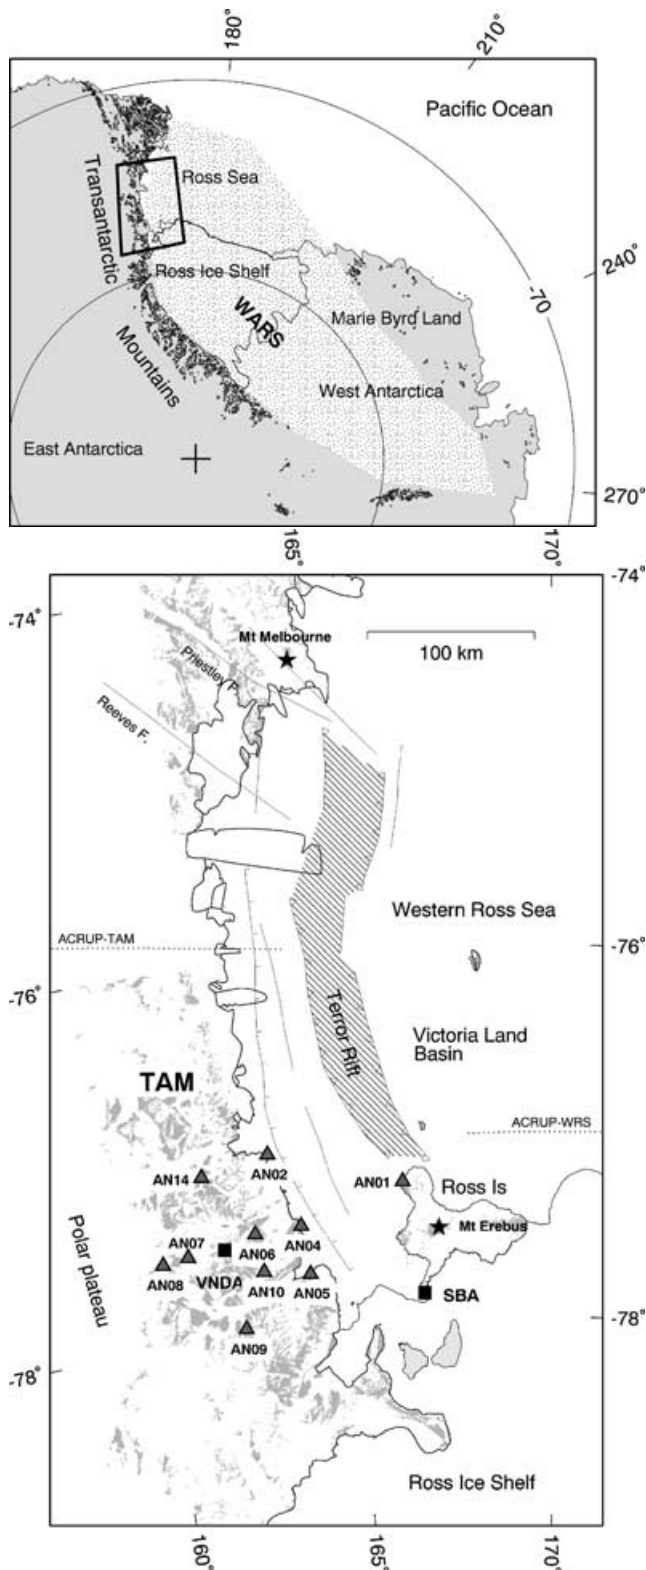 180°
210°
Pacific Ocean
Ross Sea
Transantarctic
240°
Ross Ice Shelf
-70
WARS
Marie Byrd Land
Mountains
West Antarctica
East Antarctica
270°
165°
170°
-74°
-74°
Mt Melbourne
100 km
Priestley F.
Reeves F.
Western Ross Sea
ACRUP-TAM
-76°
-76°
Terror Rift
Victoria Land
Basin
TAM
ACRUP-WRS
AN02
AN14
AN01
Ross Is
Mt Erebus
Polar plateau
AN07
AN06
AN04
AN08
VNDA
AN10
AN05
SBA
-78°
AN09
-78°
Ross Ice Shelf
160°
165°
170°